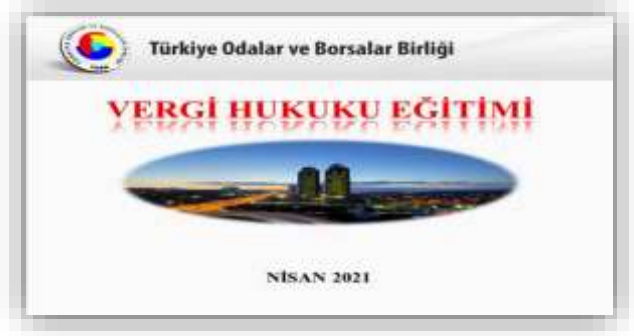 Türkiye Odalar ve Borsalar Birliği
VERGİ HUKUKU EĞİTİMİ
NİSAN 2021